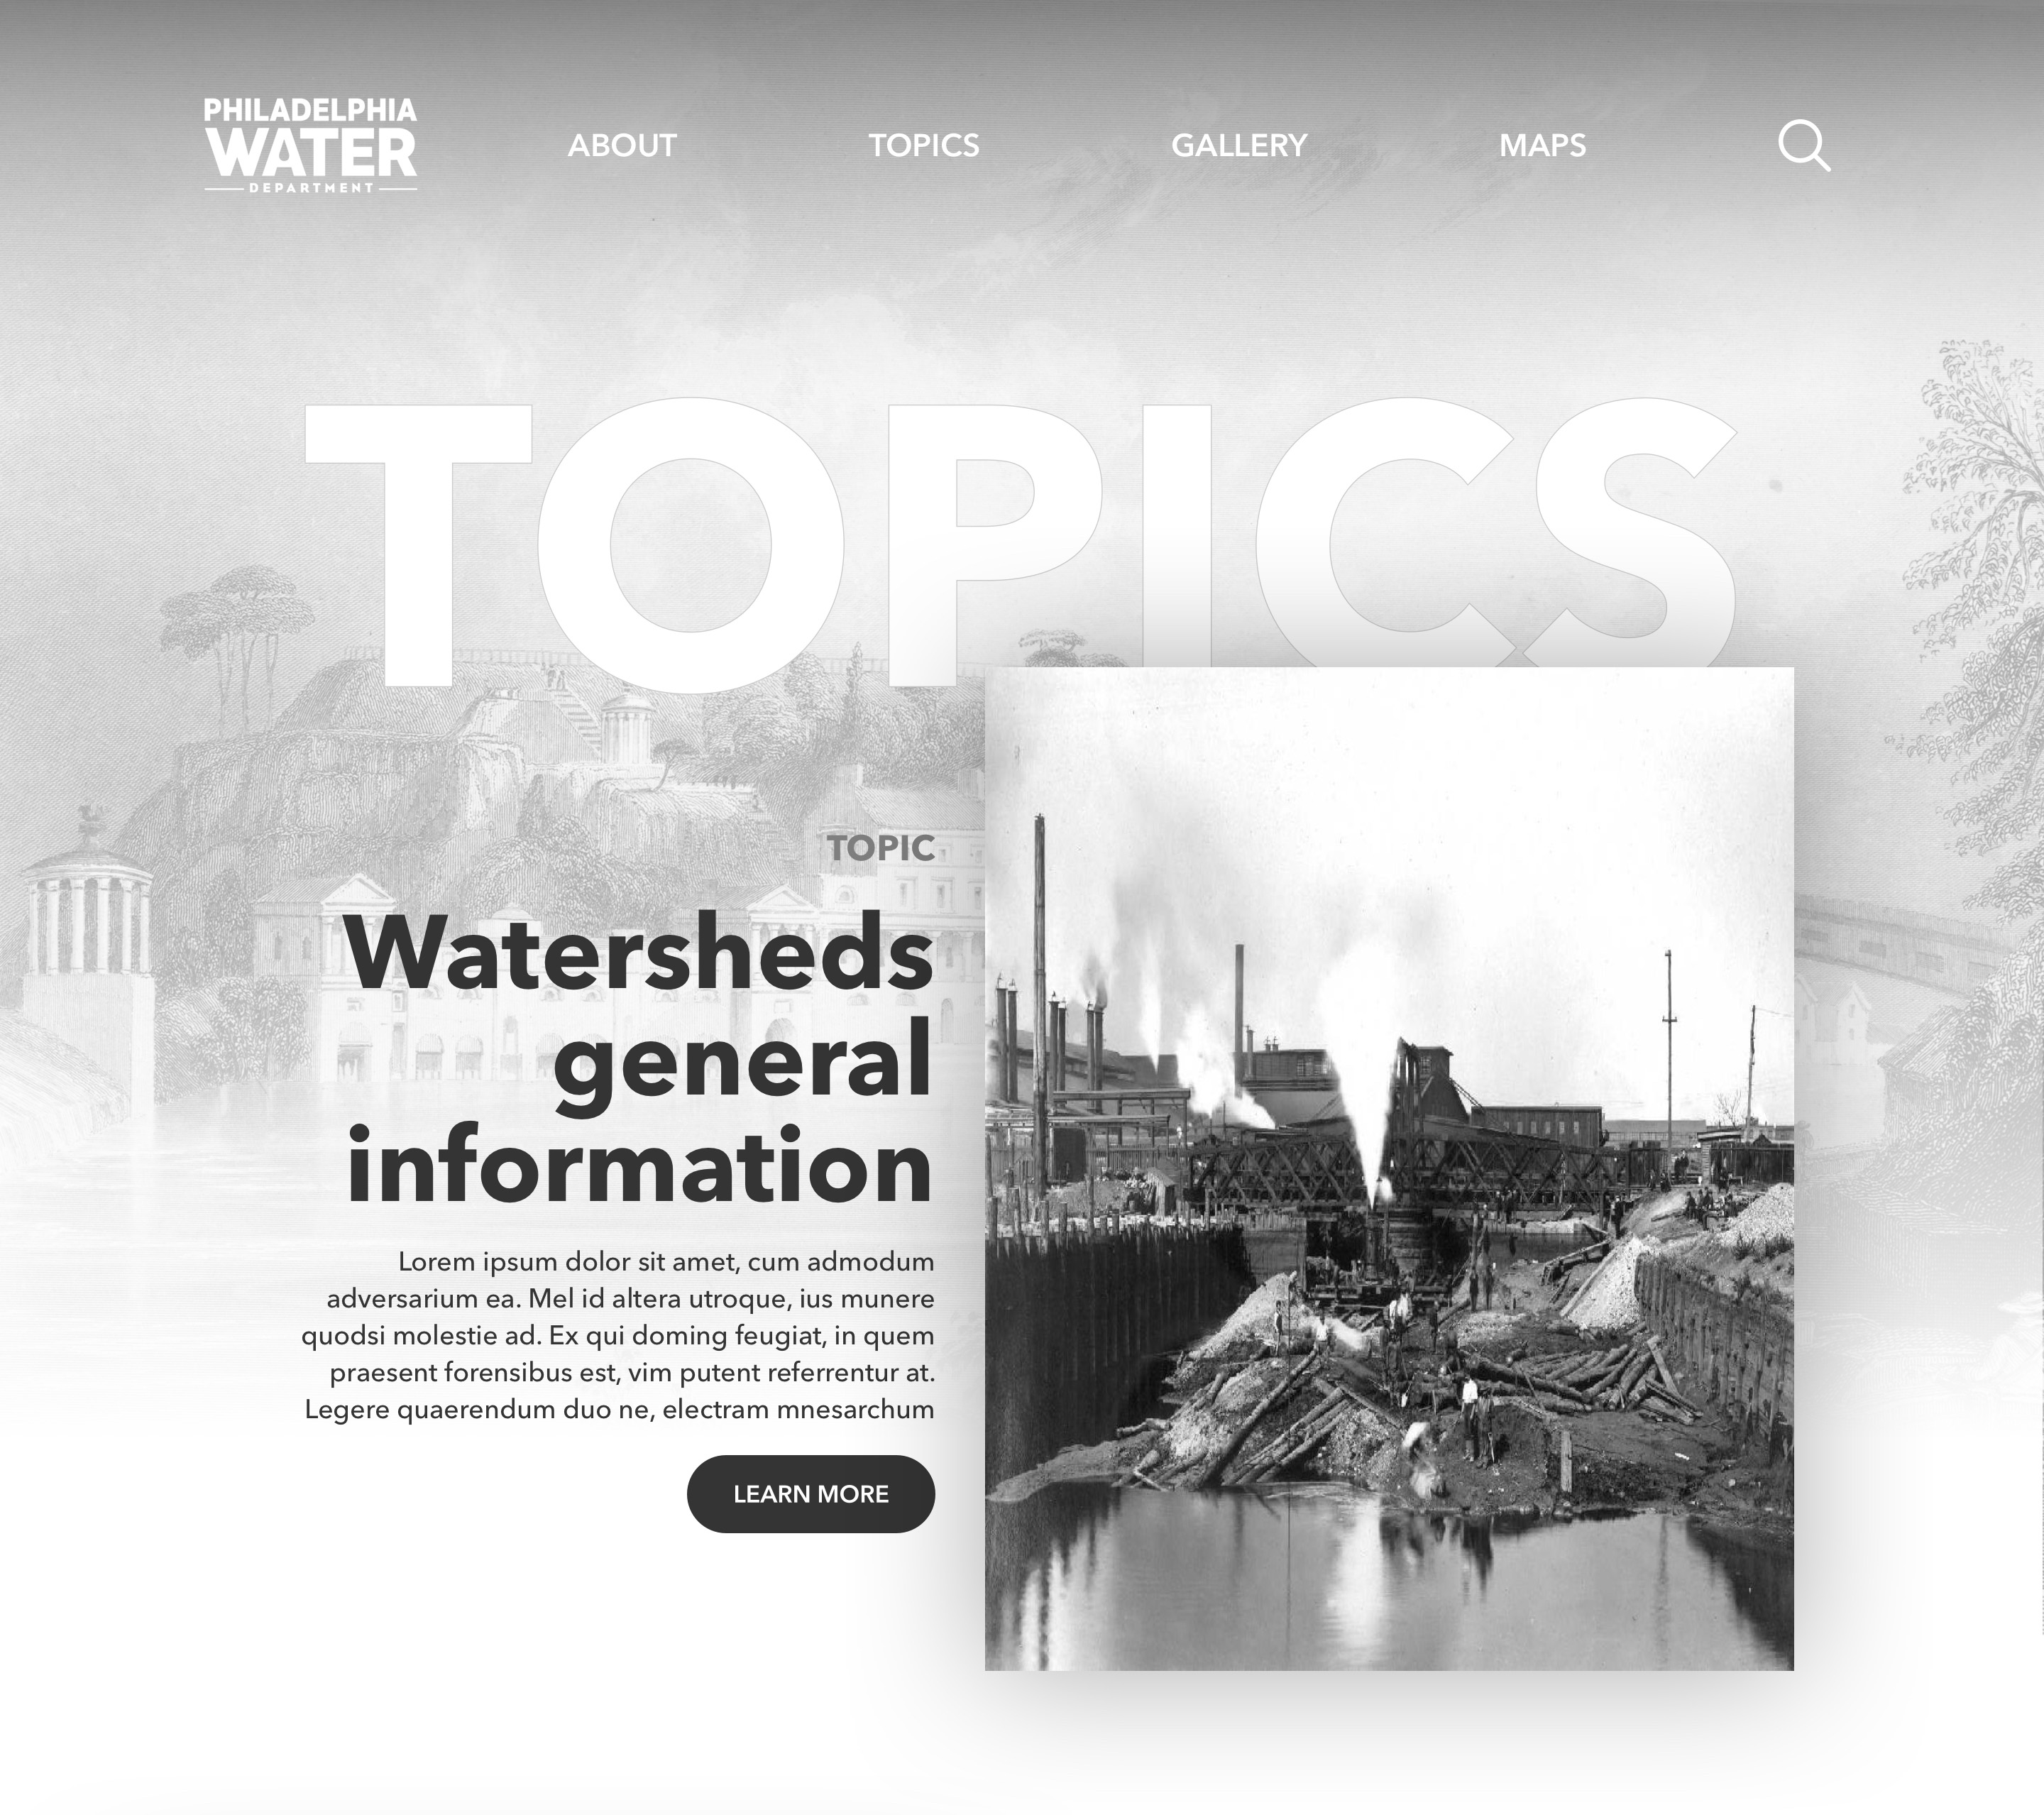 PHILADELPHIA
WATER
DEPARTMENT
ABOUT
TOPICS
GALLERY
MAPS
TOPICS
TOPIC
Watersheds
general
information
Lorem ipsum dolor sit amet, cum admodum
adversarium ea. Mel id altera utroque, ius munere
quodsi molestie ad. Ex qui doming feugiat, in quem
praesent forensibus est, vim putent referrentur at.
Legere quaerendum duo ne, electram mnesarchum
LEARN MORE